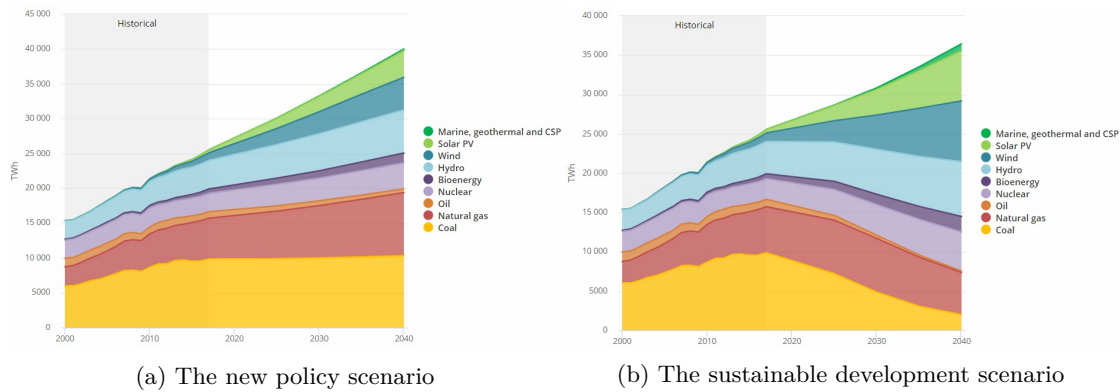 45 000
40 000
35 000
30 000
25 000
20 000
15 000
10 000
5000
0
TWh
Historical
2000
2010
2020
2030
2040
Marine, geothermal and CSP
Solar PV
Wind
Hydro
Bioenergy
Nuclear
Oil
Natural gas
Coal
(a) The new policy scenario
40 000
35 000
30 000
25 000
20 000
15 000
10 000
5000
0
TWh
Historical
2000
2010
2020
2030
2040
Marine, geothermal and CSP
Solar PV
Wind
Hydro
Bioenergy
Nuclear
Oil
Natural gas
Coal
(b) The sustainable development scenario